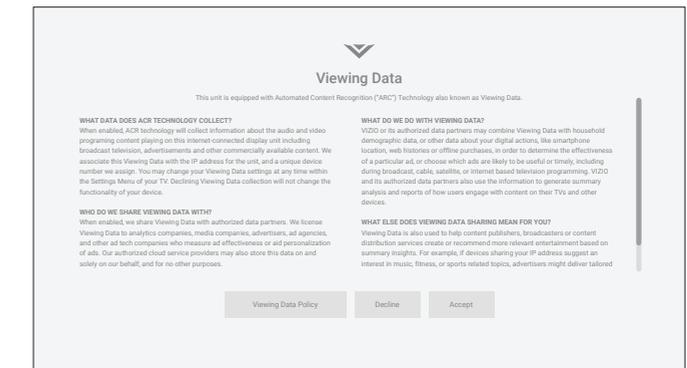 Viewing Data
This unit is equipped with Automated Content Recognition ("ARC") Technology also known as Viewing Data.
WHAT DATA DOES ACR TECHNOLOGY COLLECT?
When enabled, ACR technology will collect information about the audio and video
programing content playing on this internet-connected display unit including
broadcast television, advertisements and other commercially available content. We
associate this Viewing Data with the IP address for the unit, and a unique device
number we assign. You may change your Viewing Data settings at any time within
the Settings Menu of your TV. Declining Viewing Data collection will not change the
functionality of your device.
WHO DO WE SHARE VIEWING DATA WITH?
When enabled, we share Viewing Data with authorized data partners. We license
Viewing Data to analytics companies, media companies, advertisers, ad agencies,
and other ad tech companies who measure ad effectiveness or aid personalization
of ads. Our authorized cloud service providers may also store this data on and
solely on our behalf, and for no other purposes.
WHAT DO WE DO WITH VIEWING DATA?
VIZIO or its authorized data partners may combine Viewing Data with household
demographic data, or other data about your digital actions, like smartphone
location, web histories or offline purchases, in order to determine the effectiveness
of a particular ad, or choose which ads are likely to be useful or timely, including
during broadcast, cable, satellite, or internet based television programming. VIZIO
and its authorized data partners also use the information to generate summary
analysis and reports of how users engage with content on their TVs and other
devices.
WHAT ELSE DOES VIEWING DATA SHARING MEAN FOR YOU?
Viewing Data is also used to help content publishers, broadcasters or content
distribution services create or recommend more relevant entertainment based on
summary insights. For example, if devices sharing your IP address suggest an
interest in music, fitness, or sports related topics, advertisers might deliver tailored
Viewing Data Policy
Decline
Accept